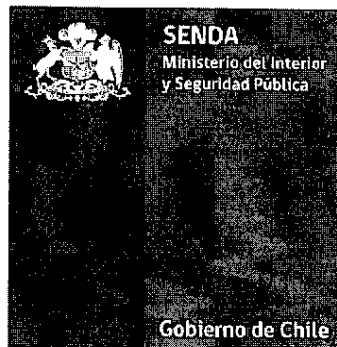 SENDA
Ministerio del Interior
y Seguridad Pública
Gobierno de Chile